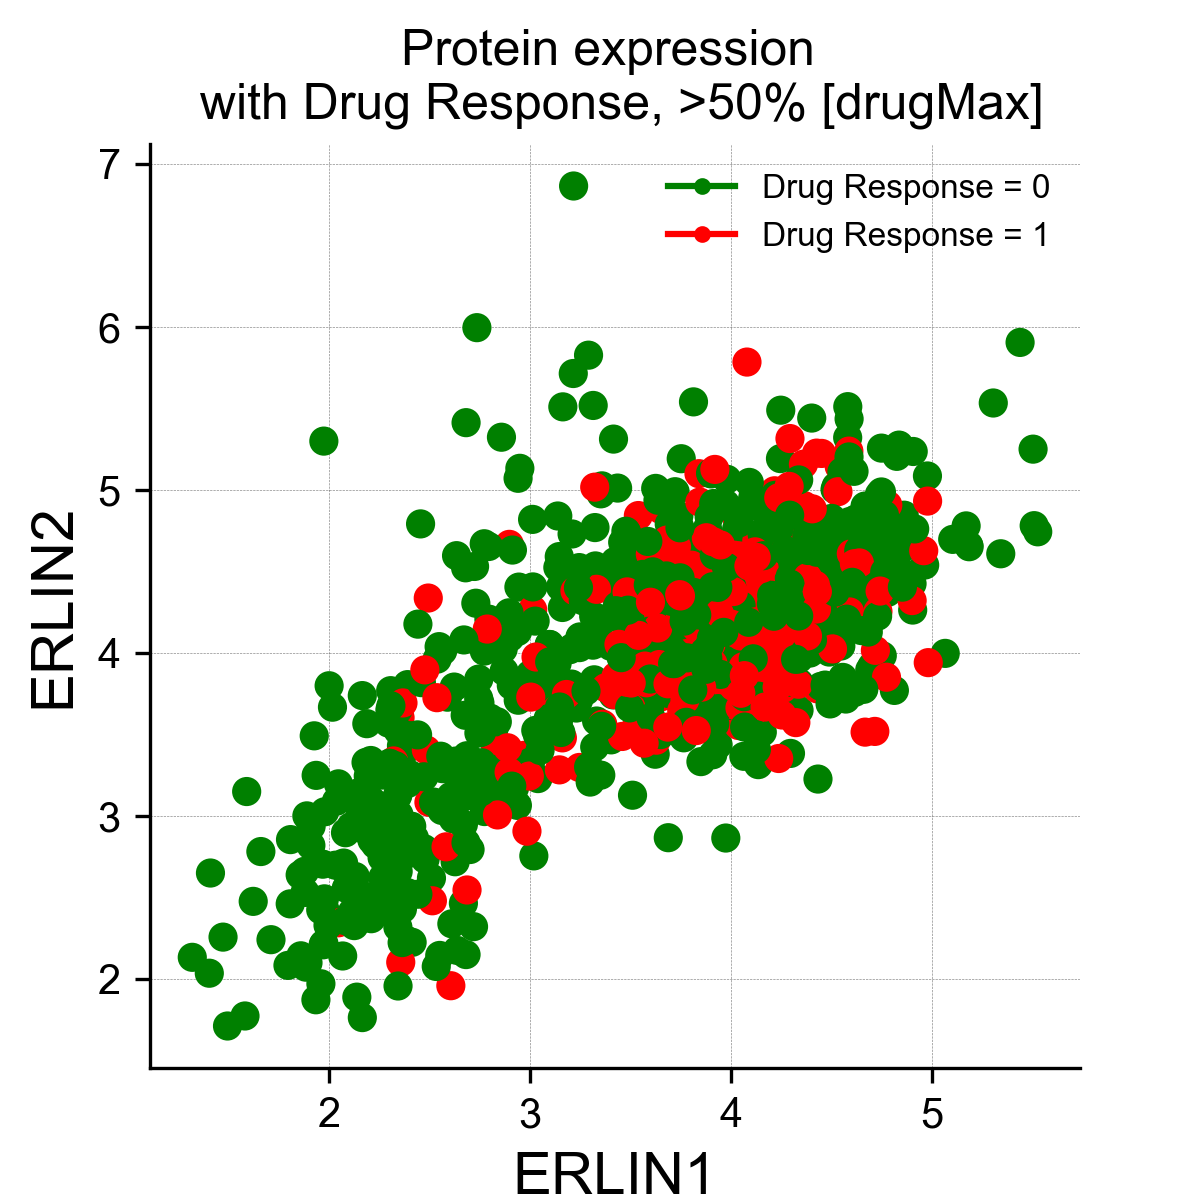 Protein expression
with Drug Response, >50% [drugMax]
Drug Response = 0
Drug Response = 1
ERLIN2
7
6
5
4
3
2
2
3
4
5
ERLIN1